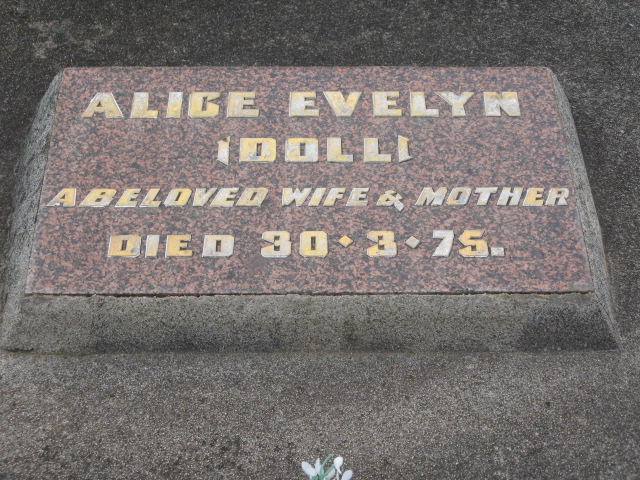 ALICE EVELYN
(DOLL)
A BELOVED WIFE & MOTHER
DIED 30·3·75.